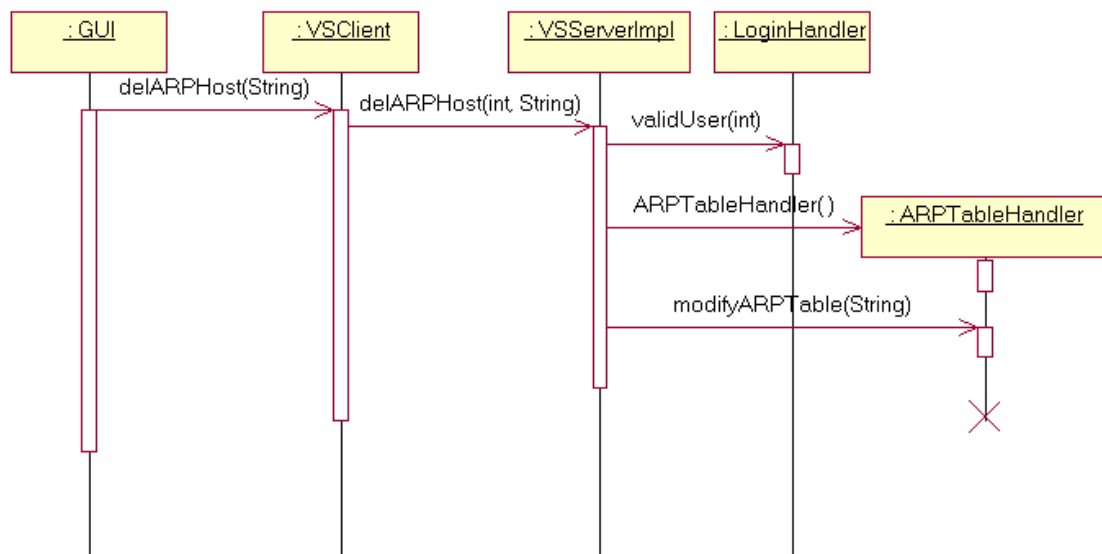 : GUI
: VSClient
: VSServerImpl
: LoginHandler
delARPHost(String)
delARPHost(int, String)
validUser(int)
ARPTableHandler( )
: ARPTableHandler
modifyARPTable(String)